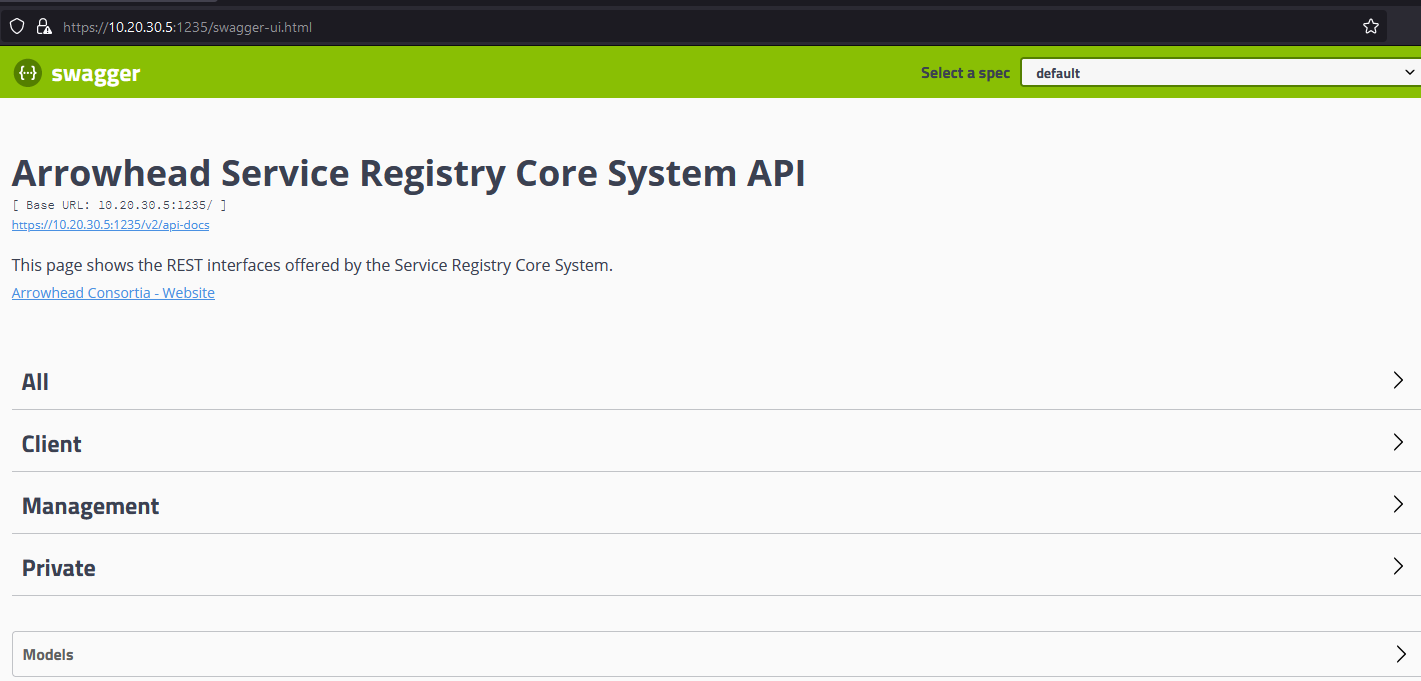 https://10.20.30.5:1235/swagger-ui.html
{...} swagger
Select a spec default
Arrowhead Service Registry Core System API
[ Base URL: 10.20.30.5:1235/ ]
https://10.20.30.5:1235/v2/api-docs
This page shows the REST interfaces offered by the Service Registry Core System.
Arrowhead Consortia - Website
All
Client
Management
Private
Models